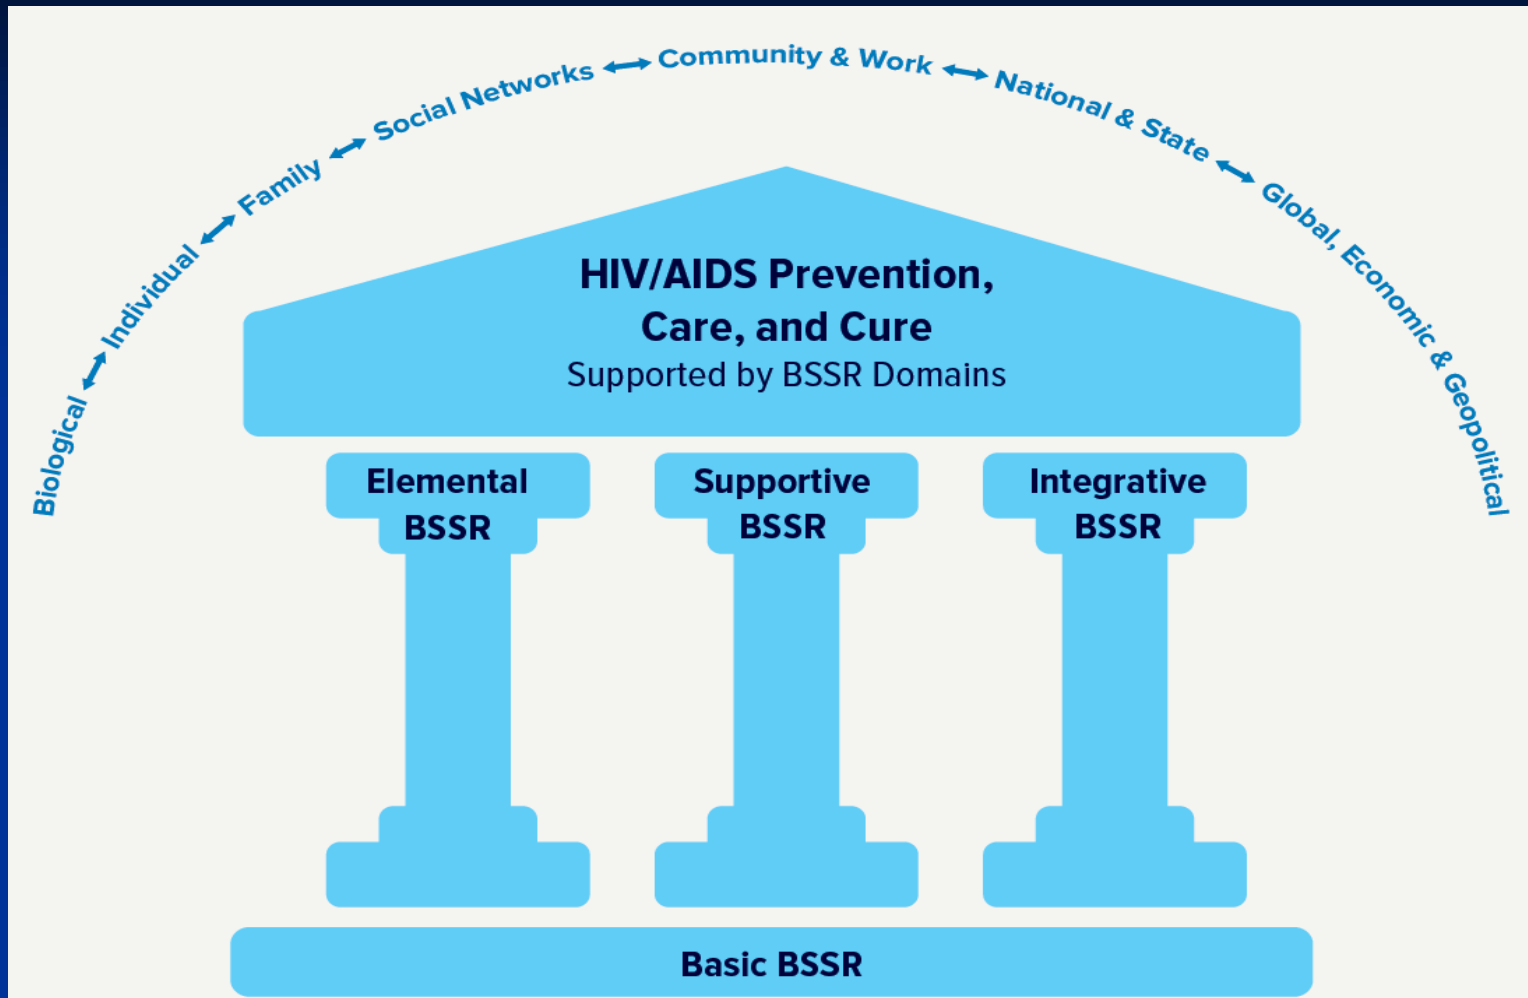 Biological ↔ Individual ↔ Family ↔ Social Networks ↔ Community & Work ↔ National & State ↔ Global, Economic & Geopolitical
HIV/AIDS Prevention,
Care, and Cure
Supported by BSSR Domains
Elemental
BSSR
Supportive
BSSR
Integrative
BSSR
Basic BSSR